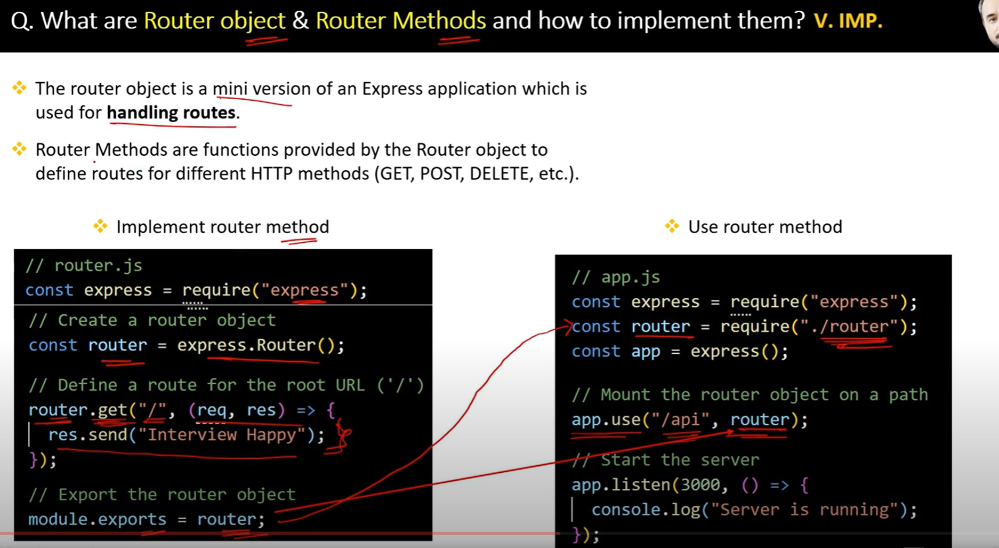 Q. What are Router object & Router Methods and how to implement them? V. IMP.
The router object is a mini version of an Express application which is
used for handling routes.
Router Methods are functions provided by the Router object to
define routes for different HTTP methods (GET, POST, DELETE, etc.).
Implement router method
// router.js
const express = require("express");
// Create a router object
const router = express.Router();
// Define a route for the root URL ('/')
router.get("/", (req, res) => {
res.send("Interview Happy");
});
// Export the router object
module.exports = router;
Use router method
// app.js
const express = require("express");
const router = require("./router");
const app = express();
// Mount the router object on a path
app.use("/api", router);
// Start the server
app.listen(3000, () => {
console.log("Server is running");
});